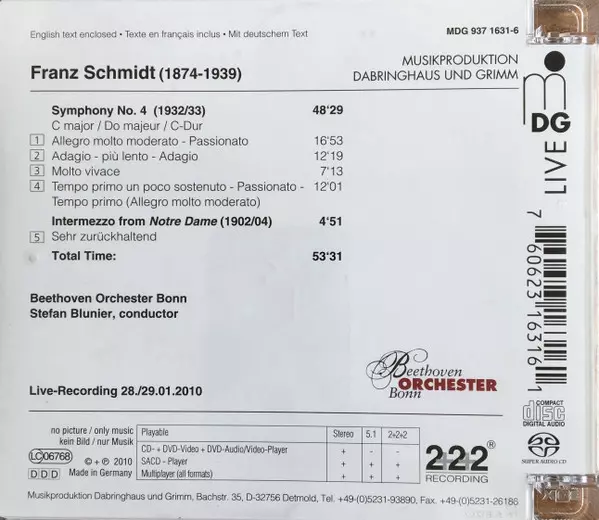 English text enclosed • Texte en français inclus • Mit deutschem Text
MDG 937 1631-6
MUSIKPRODUKTION
DABRINGHAUS UND GRIMM
Franz Schmidt (1874-1939)
Symphony No. 4 (1932/33) 48'29
C major / Do majeur / C-Dur
1 Allegro molto moderato - Passionato 16'53
2 Adagio - più lento - Adagio 12'19
3 Molto vivace 7'13
4 Tempo primo un poco sostenuto - Passionato - 12'01
Tempo primo (Allegro molto moderato)
Intermezzo from Notre Dame (1902/04) 4'51
5 Sehr zurückhaltend
Total Time: 53'31
Beethoven Orchester Bonn
Stefan Blunier, conductor
Live-Recording 28./29.01.2010
Beethoven
ORCHESTER
Bonn
mDG
LIVE
7 60623 16316 1
COMPACT
disc
DIGITAL AUDIO
SUPER AUDIO CD
no picture / only music
kein Bild / nur Musik
LC 06768
© + ℗ 2010
DDD Made in Germany
Playable Stereo 5.1 2+2+2
CD- + DVD-Video + DVD-Audio/Video-Player + - -
SACD - Player + - -
Multiplayer (all formats) + + +
2+2+2®
RECORDING
Musikproduktion Dabringhaus und Grimm, Bachstr. 35, D-32756 Detmold, Tel. +49-(0)5231-93890, Fax +49-(0)5231-26186